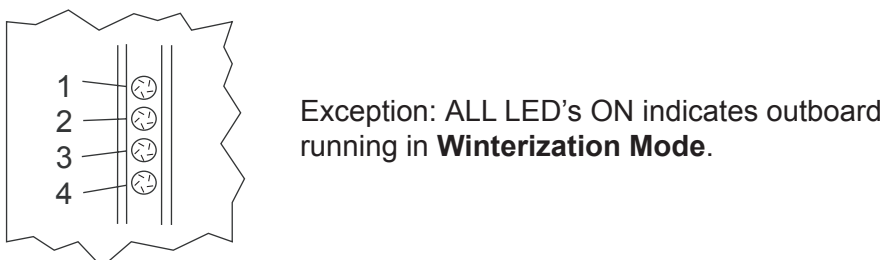 1
2
3
4
Exception: ALL LED's ON indicates outboard
running in Winterization Mode.